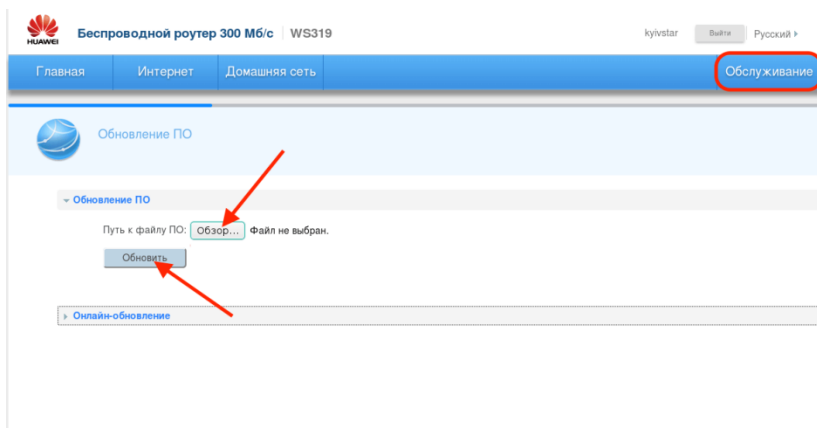 HUAWEI
Беспроводной роутер 300 Мб/с WS319
kyivstar Выйти Русский
Главная Интернет Домашняя сеть Обслуживание
Обновление ПО
Обновление ПО
Путь к файлу ПО: Обзор... Файл не выбран.
Обновить
Онлайн-обновление